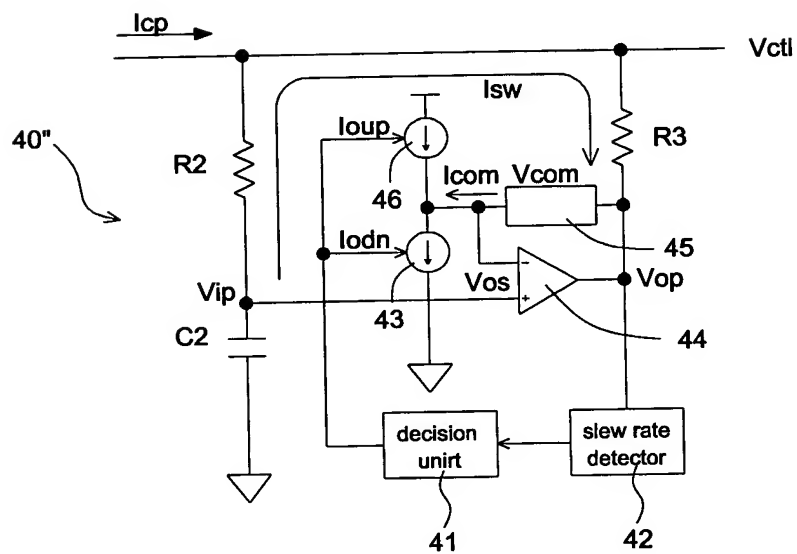 Icp
Vctl
Isw
40"
Ioup
R3
R2
Icom
Vcom
46
45
Iodn
Vip
Vos
Vop
43
44
C2
decision
unirt
slew rate
detector
41
42